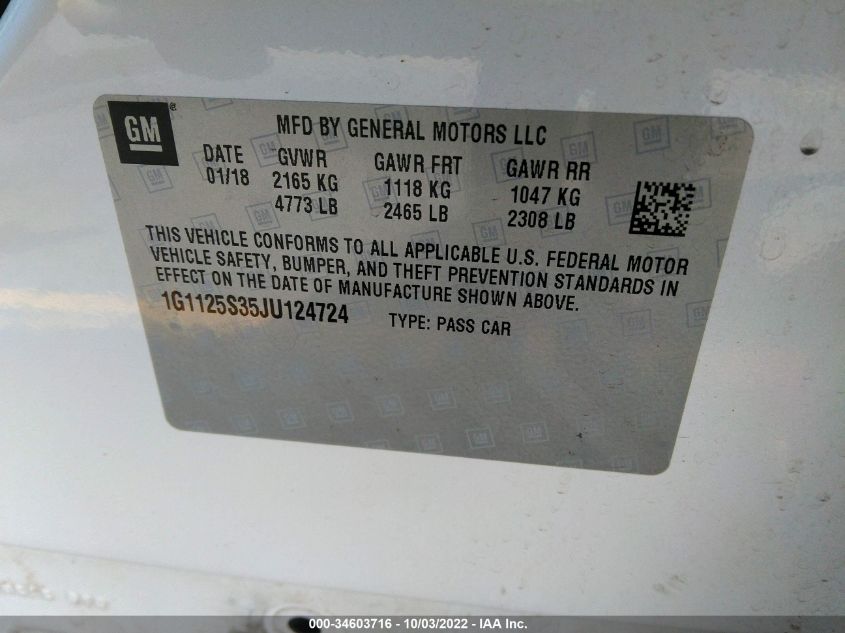 GM ®
MFD BY GENERAL MOTORS LLC
DATE GVWR GAWR FRT GAWR RR
01/18 2165 KG 1118 KG 1047 KG
4773 LB 2465 LB 2308 LB
THIS VEHICLE CONFORMS TO ALL APPLICABLE U.S. FEDERAL MOTOR
VEHICLE SAFETY, BUMPER, AND THEFT PREVENTION STANDARDS IN
EFFECT ON THE DATE OF MANUFACTURE SHOWN ABOVE.
1G1125S35JU124724 TYPE: PASS CAR
000-34603716 - 10/03/2022 - IAA Inc.